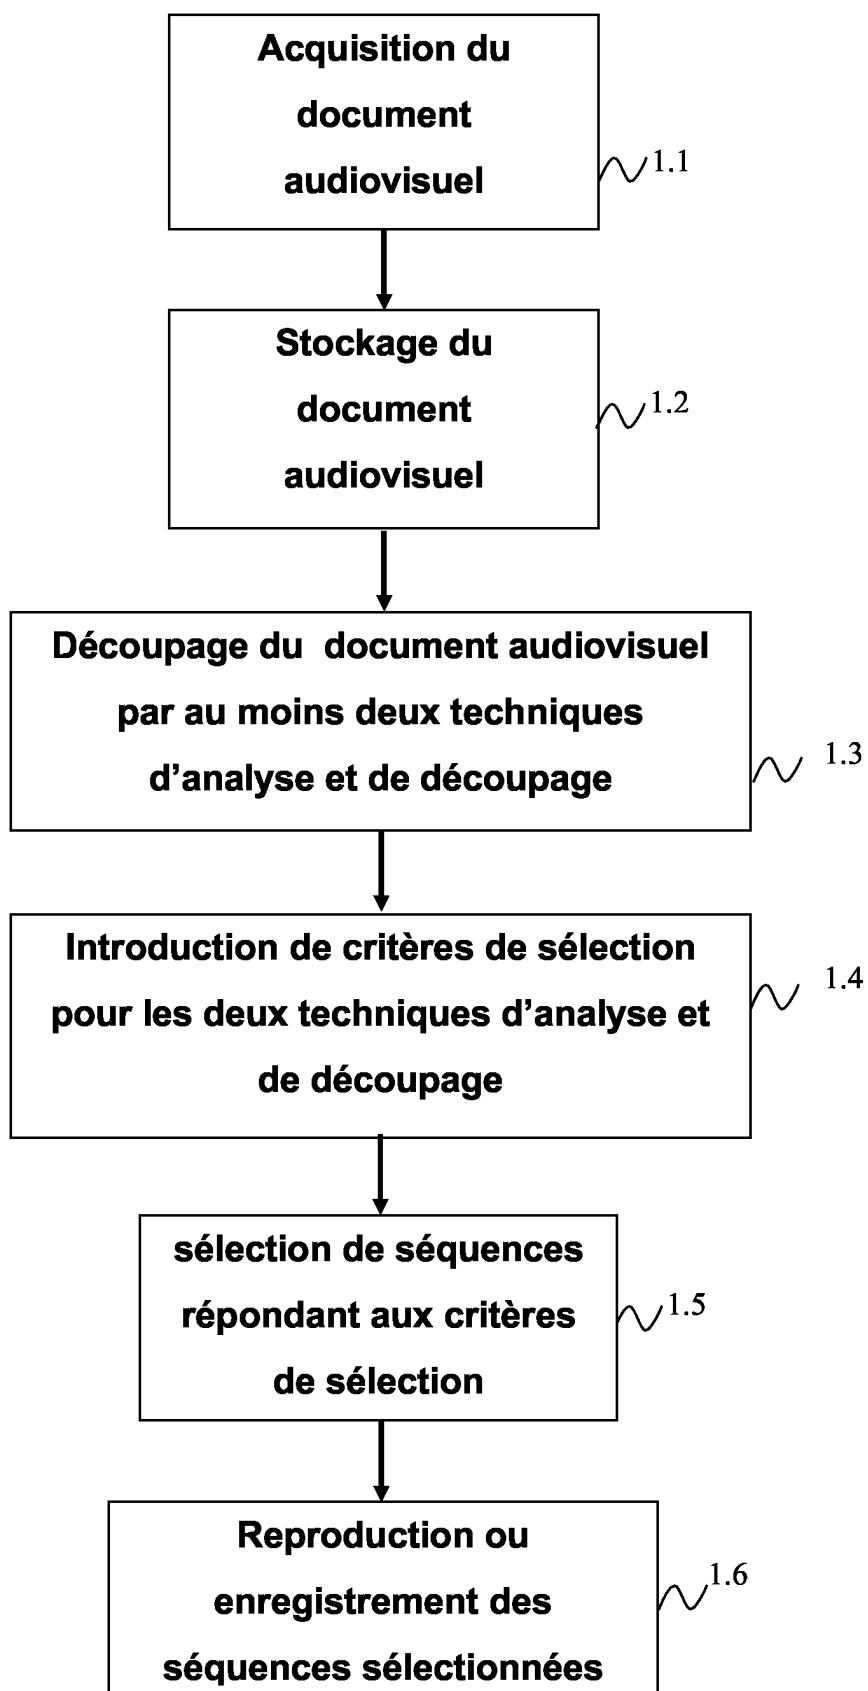 Acquisition du
document
audiovisuel
1.1
Stockage du
document
audiovisuel
1.2
Découpage du document audiovisuel
par au moins deux techniques
d’analyse et de découpage
1.3
Introduction de critères de sélection
pour les deux techniques d’analyse et
de découpage
1.4
sélection de séquences
répondant aux critères
de sélection
1.5
Reproduction ou
enregistrement des
séquences sélectionnées
1.6